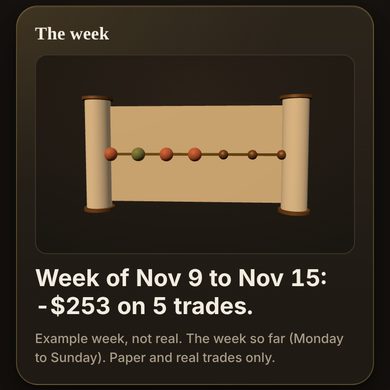 The week
Week of Nov 9 to Nov 15:
-$253 on 5 trades.
Example week, not real. The week so far (Monday
to Sunday). Paper and real trades only.